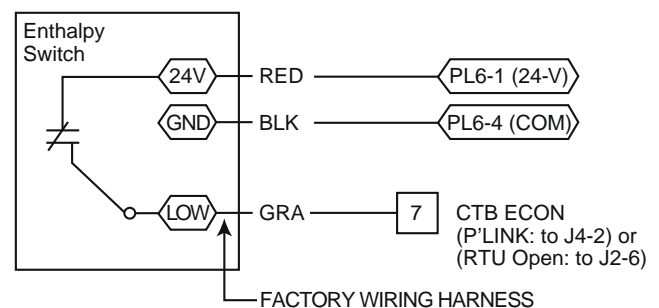 Enthalpy
Switch
24V RED PL6-1 (24-V)
GND BLK PL6-4 (COM)
LOW GRA 7 CTB ECON
(P'LINK: to J4-2) or
(RTU Open: to J2-6)
FACTORY WIRING HARNESS